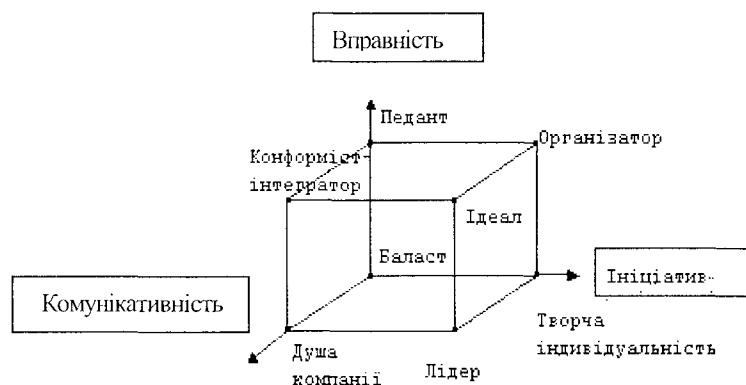 Вправність
Педант
Організатор
Конформіст-
інтегратор
Ідеал
Баласт
Ініціатив-
Комунікативність
Творча
індивідуальність
Душа
компанії
Лідер